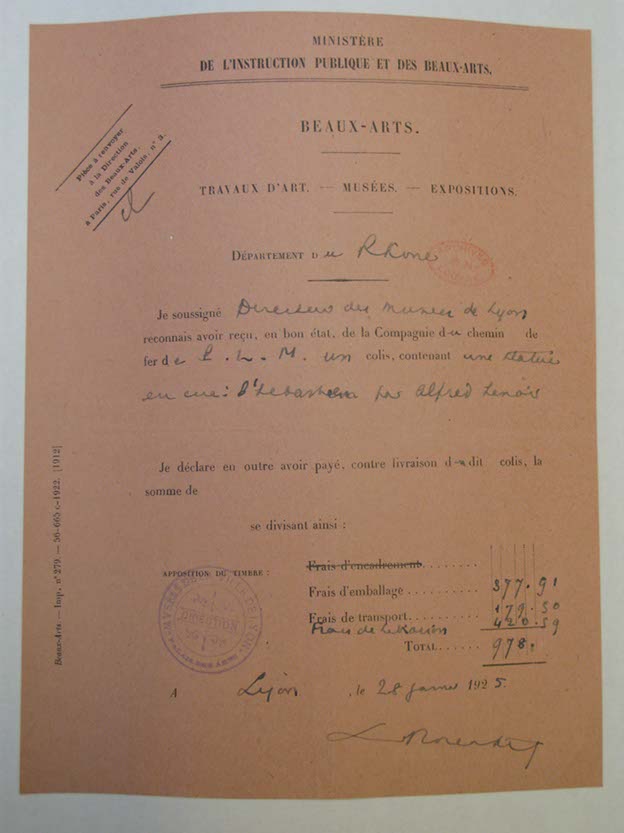 MINISTÈRE
DE L'INSTRUCTION PUBLIQUE ET DES BEAUX-ARTS.
Pièce à renvoyer
à la Direction
des Beaux-Arts,
à Paris, rue de Valois, n° 3.
BEAUX-ARTS.
TRAVAUX D'ART. — MUSÉES. — EXPOSITIONS.
DÉPARTEMENT du Rhône
ARCHIVES
LOUVRE
Je soussigné Directeur des Musées de Lyon
reconnais avoir reçu, en bon état, de la Compagnie du chemin de
fer de P. L. M. un colis, contenant une statue
en cire: St Sebastien par Alfred Lenoir
Je déclare en outre avoir payé, contre livraison du dit colis, la
somme de
se divisant ainsi :
APPOSITION DU TIMBRE :
Frais d'encadrement
Frais d'emballage 377.91
Frais de transport 179.50
Frais de 420.59
TOTAL 978.
A Lyon, le 28 janvier 1925.
Beaux-Arts — Imp. n° 279. — 56-665 c-1922. [1912]